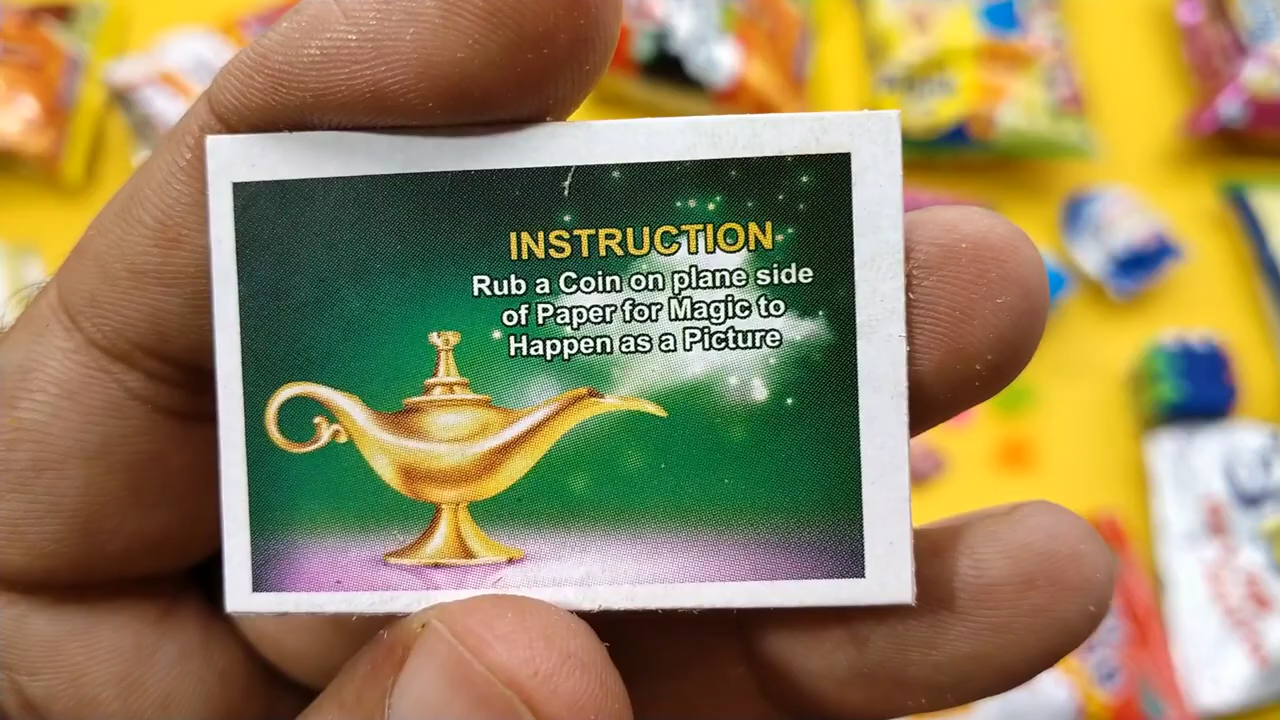 INSTRUCTION
Rub a Coin on plane side
of Paper for Magic to
Happen as a Picture